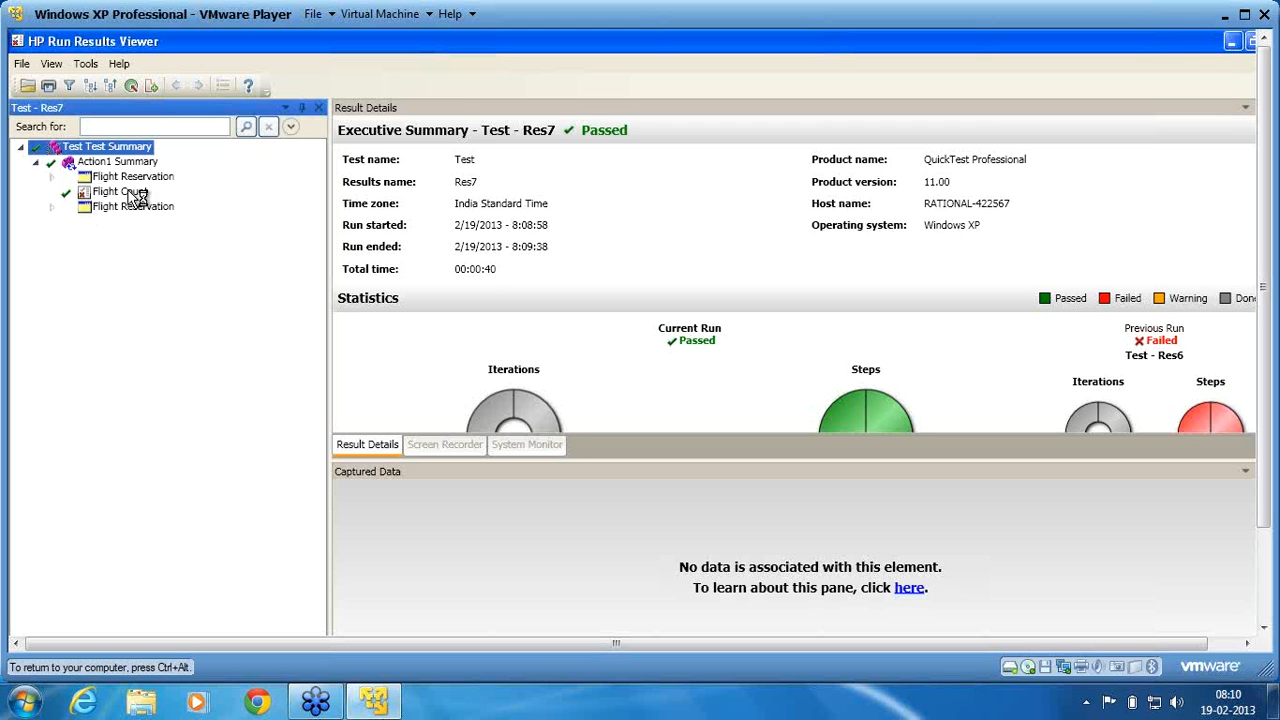 Windows XP Professional - VMware Player File Virtual Machine Help
HP Run Results Viewer
File View Tools Help
Test - Res7
Search for:
Test Test Summary
Action1 Summary
Flight Reservation
Flight
Flight Reservation
Result Details
Executive Summary - Test - Res7 Passed
Test name: Test Product name: QuickTest Professional
Results name: Res7 Product version: 11.00
Time zone: India Standard Time Host name: RATIONAL-422567
Run started: 2/19/2013 - 8:08:58 Operating system: Windows XP
Run ended: 2/19/2013 - 8:09:38
Total time: 00:00:40
Statistics Passed Failed Warning Done
Current Run Previous Run
Passed Failed
Test - Res6
Iterations Steps Iterations Steps
Result Details Screen Recorder System Monitor
Captured Data
No data is associated with this element.
To learn about this pane, click here.
To return to your computer, press Ctrl+Alt.
vmware
08:10
19-02-2013